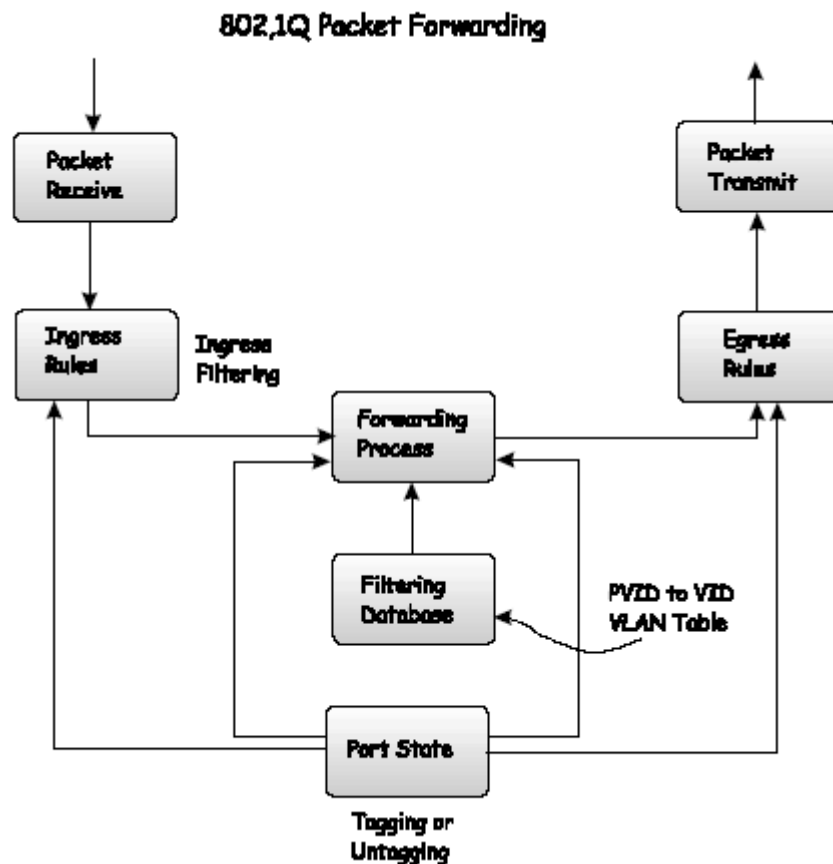 802,1Q Packet Forwarding
Packet
Receive
Packet
Transmit
Ingress
Rules
Ingress
Filtering
Egress
Rules
Forwarding
Process
Filtering
Database
PVID to VID
VLAN Table
Port State
Tagging or
Untagging